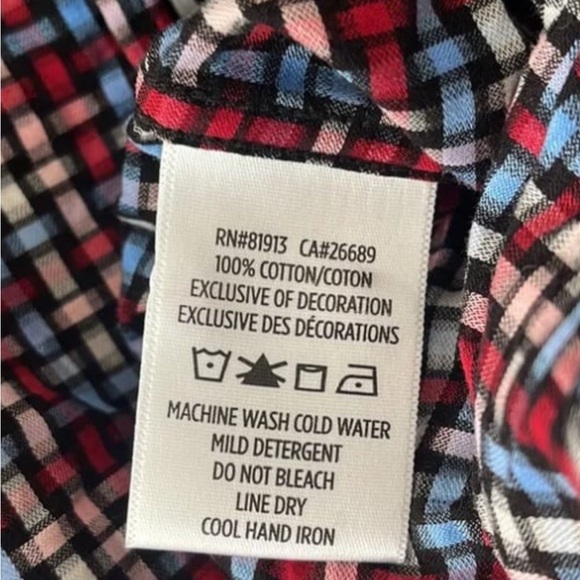 RN#81913 CA#26689
100% COTTON/COTON
EXCLUSIVE OF DECORATION
EXCLUSIVE DES DÉCORATIONS
MACHINE WASH COLD WATER
MILD DETERGENT
DO NOT BLEACH
LINE DRY
COOL HAND IRON